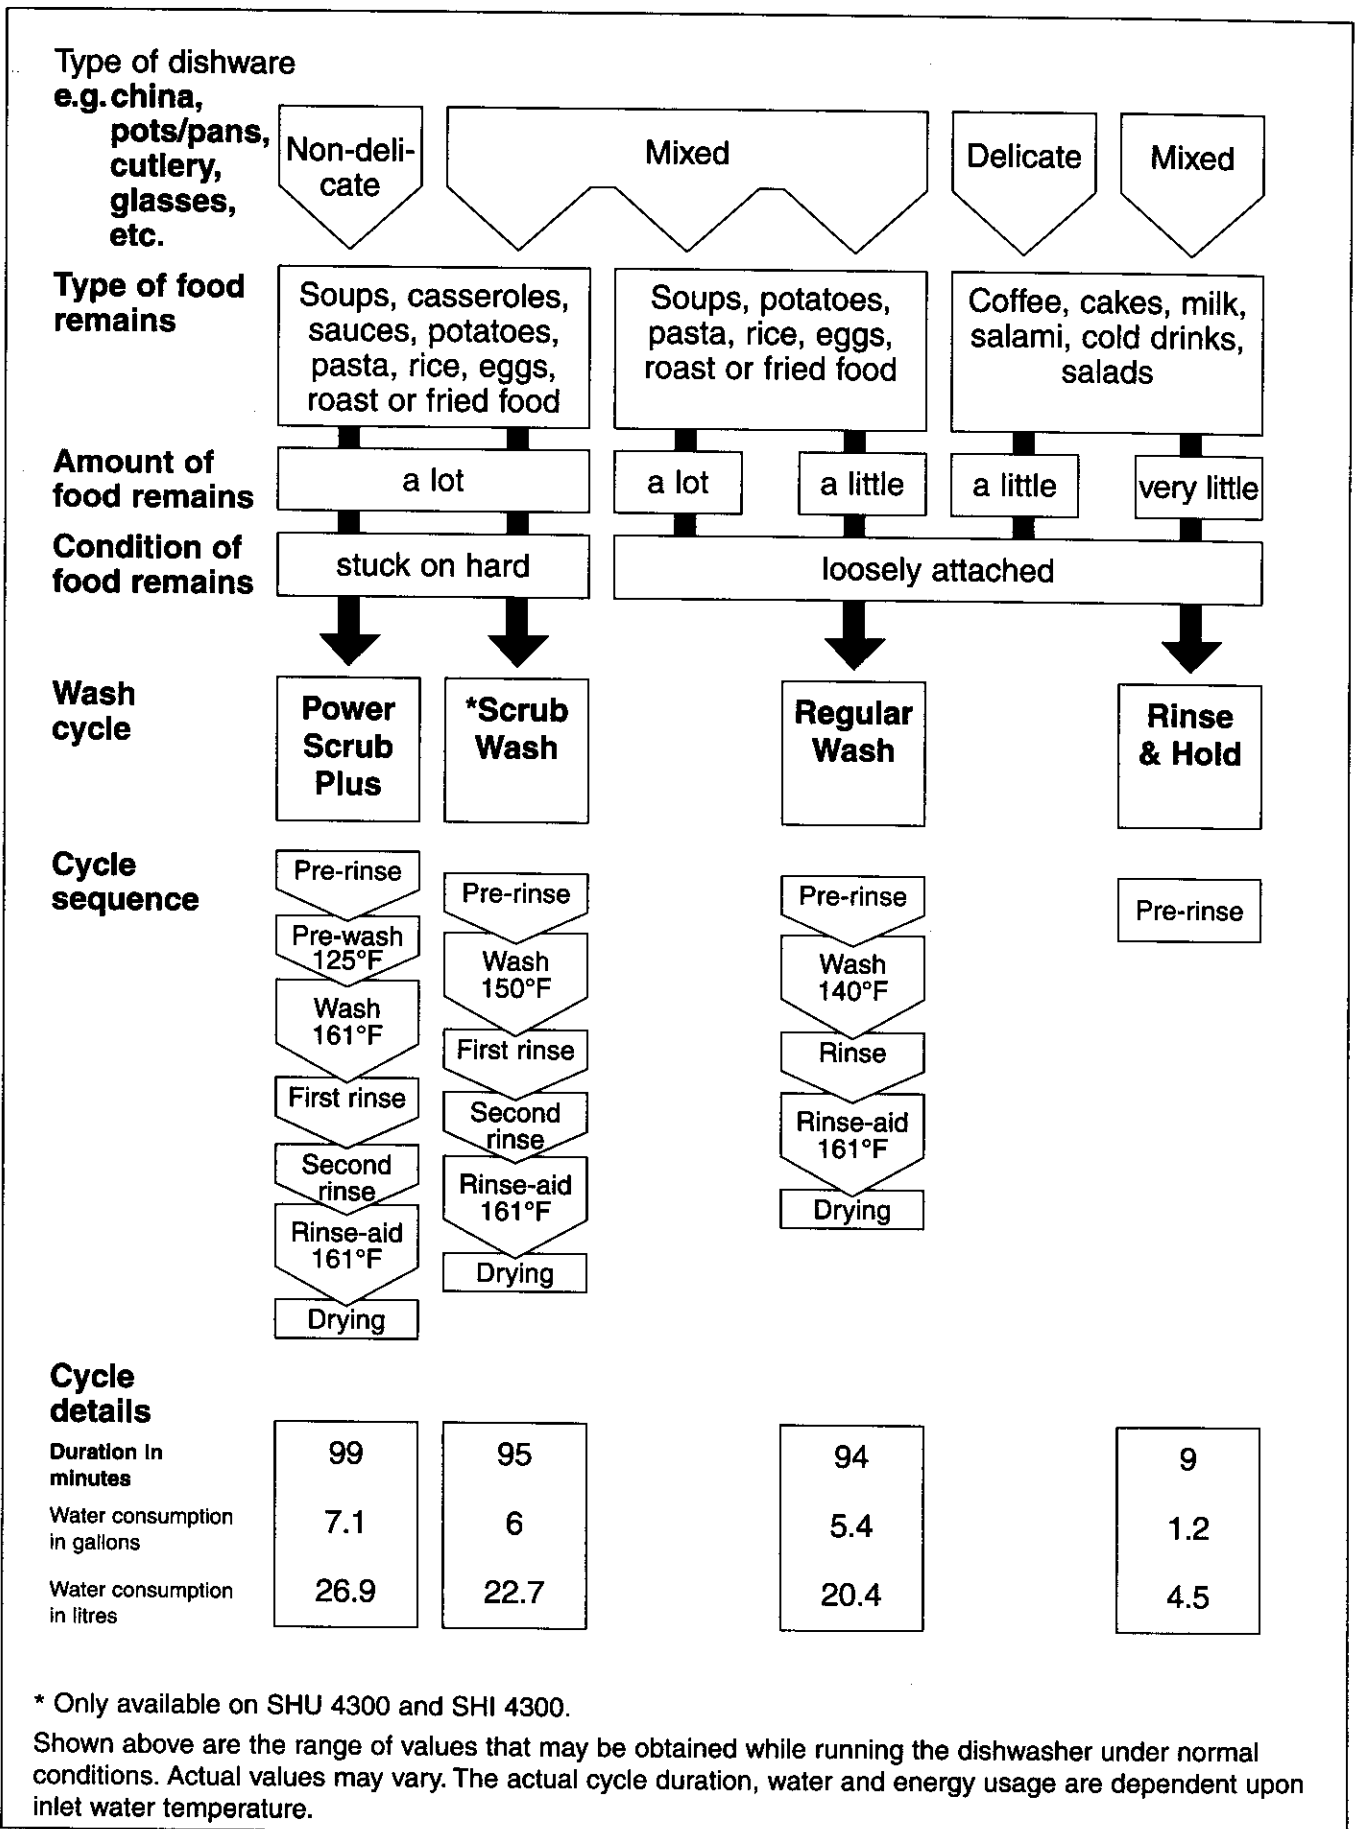 Type of dishware
e.g. china,
pots/pans,
cutlery,
glasses,
etc.
Non-deli-
cate
Mixed
Delicate
Mixed
Type of food
remains
Soups, casseroles,
sauces, potatoes,
pasta, rice, eggs,
roast or fried food
Soups, potatoes,
pasta, rice, eggs,
roast or fried food
Coffee, cakes, milk,
salami, cold drinks,
salads
Amount of
food remains
a lot
a lot
a little
a little
very little
Condition of
food remains
stuck on hard
loosely attached
Wash
cycle
Power
Scrub
Plus
*Scrub
Wash
Regular
Wash
Rinse
& Hold
Cycle
sequence
Pre-rinse
Pre-wash
125°F
Wash
161°F
First rinse
Second
rinse
Rinse-aid
161°F
Drying
Pre-rinse
Wash
150°F
First rinse
Second
rinse
Rinse-aid
161°F
Drying
Pre-rinse
Wash
140°F
Rinse
Rinse-aid
161°F
Drying
Pre-rinse
Cycle
details
Duration in
minutes
99 95 94 9
Water consumption
in gallons
7.1 6 5.4 1.2
Water consumption
in litres
26.9 22.7 20.4 4.5
* Only available on SHU 4300 and SHI 4300.
Shown above are the range of values that may be obtained while running the dishwasher under normal
conditions. Actual values may vary. The actual cycle duration, water and energy usage are dependent upon
inlet water temperature.